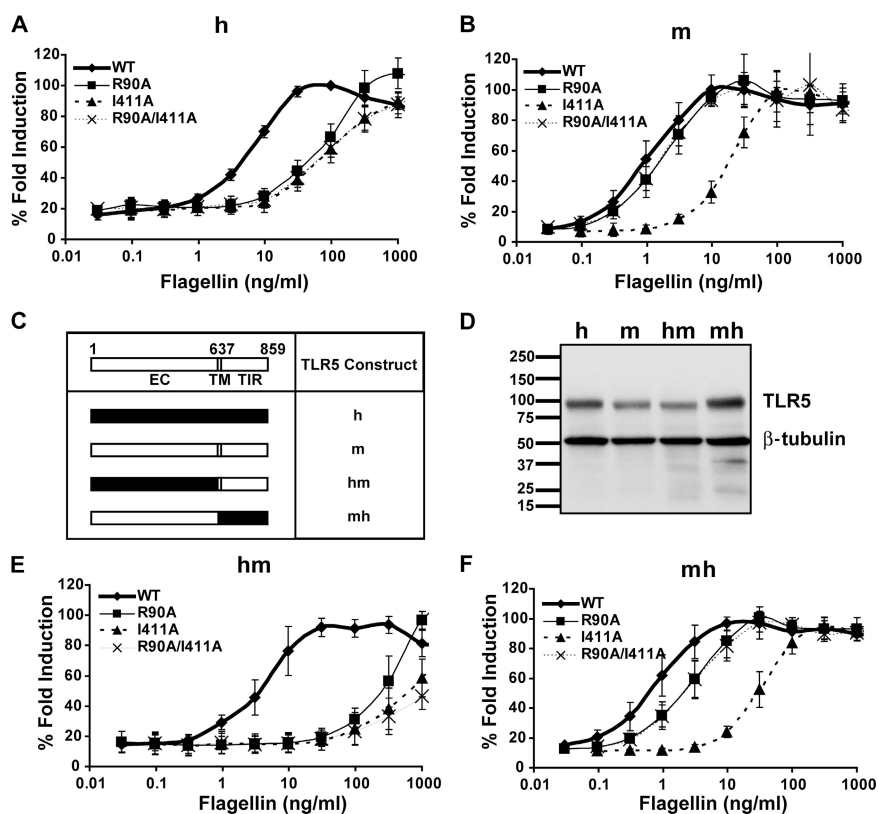 A
h
% Fold Induction
120
100
80
60
40
20
0
WT
R90A
I411A
R90A/I411A
0.01 0.1 1 10 100 1000
Flagellin (ng/ml)
B
m
% Fold Induction
120
100
80
60
40
20
0
WT
R90A
I411A
R90A/I411A
0.01 0.1 1 10 100 1000
Flagellin (ng/ml)
C
1 637 859
EC TM TIR
TLR5 Construct
h
m
hm
mh
D
h m hm mh
250
150
100
75
50
37
25
15
TLR5
β-tubulin
E
hm
% Fold Induction
120
100
80
60
40
20
0
WT
R90A
I411A
R90A/I411A
0.01 0.1 1 10 100 1000
Flagellin (ng/ml)
F
mh
% Fold Induction
120
100
80
60
40
20
0
WT
R90A
I411A
R90A/I411A
0.01 0.1 1 10 100 1000
Flagellin (ng/ml)